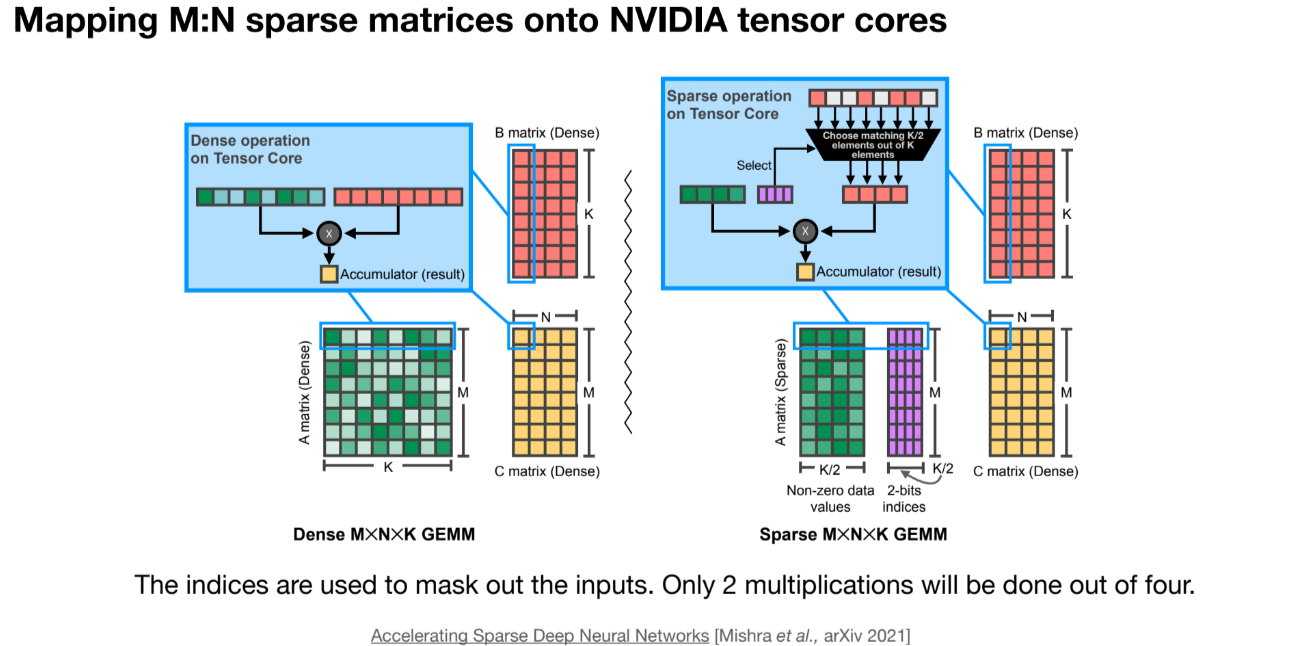 Mapping M:N sparse matrices onto NVIDIA tensor cores
Dense operation
on Tensor Core
X
Accumulator (result)
B matrix (Dense)
K
A matrix (Dense)
M
K
N
M
C matrix (Dense)
Dense M×N×K GEMM
Sparse operation
on Tensor Core
Choose matching K/2
elements out of K
elements
Select
X
Accumulator (result)
B matrix (Dense)
K
A matrix (Sparse)
M
K/2
K/2
Non-zero data
values
2-bits
indices
N
M
C matrix (Dense)
Sparse M×N×K GEMM
The indices are used to mask out the inputs. Only 2 multiplications will be done out of four.
Accelerating Sparse Deep Neural Networks [Mishra et al., arXiv 2021]